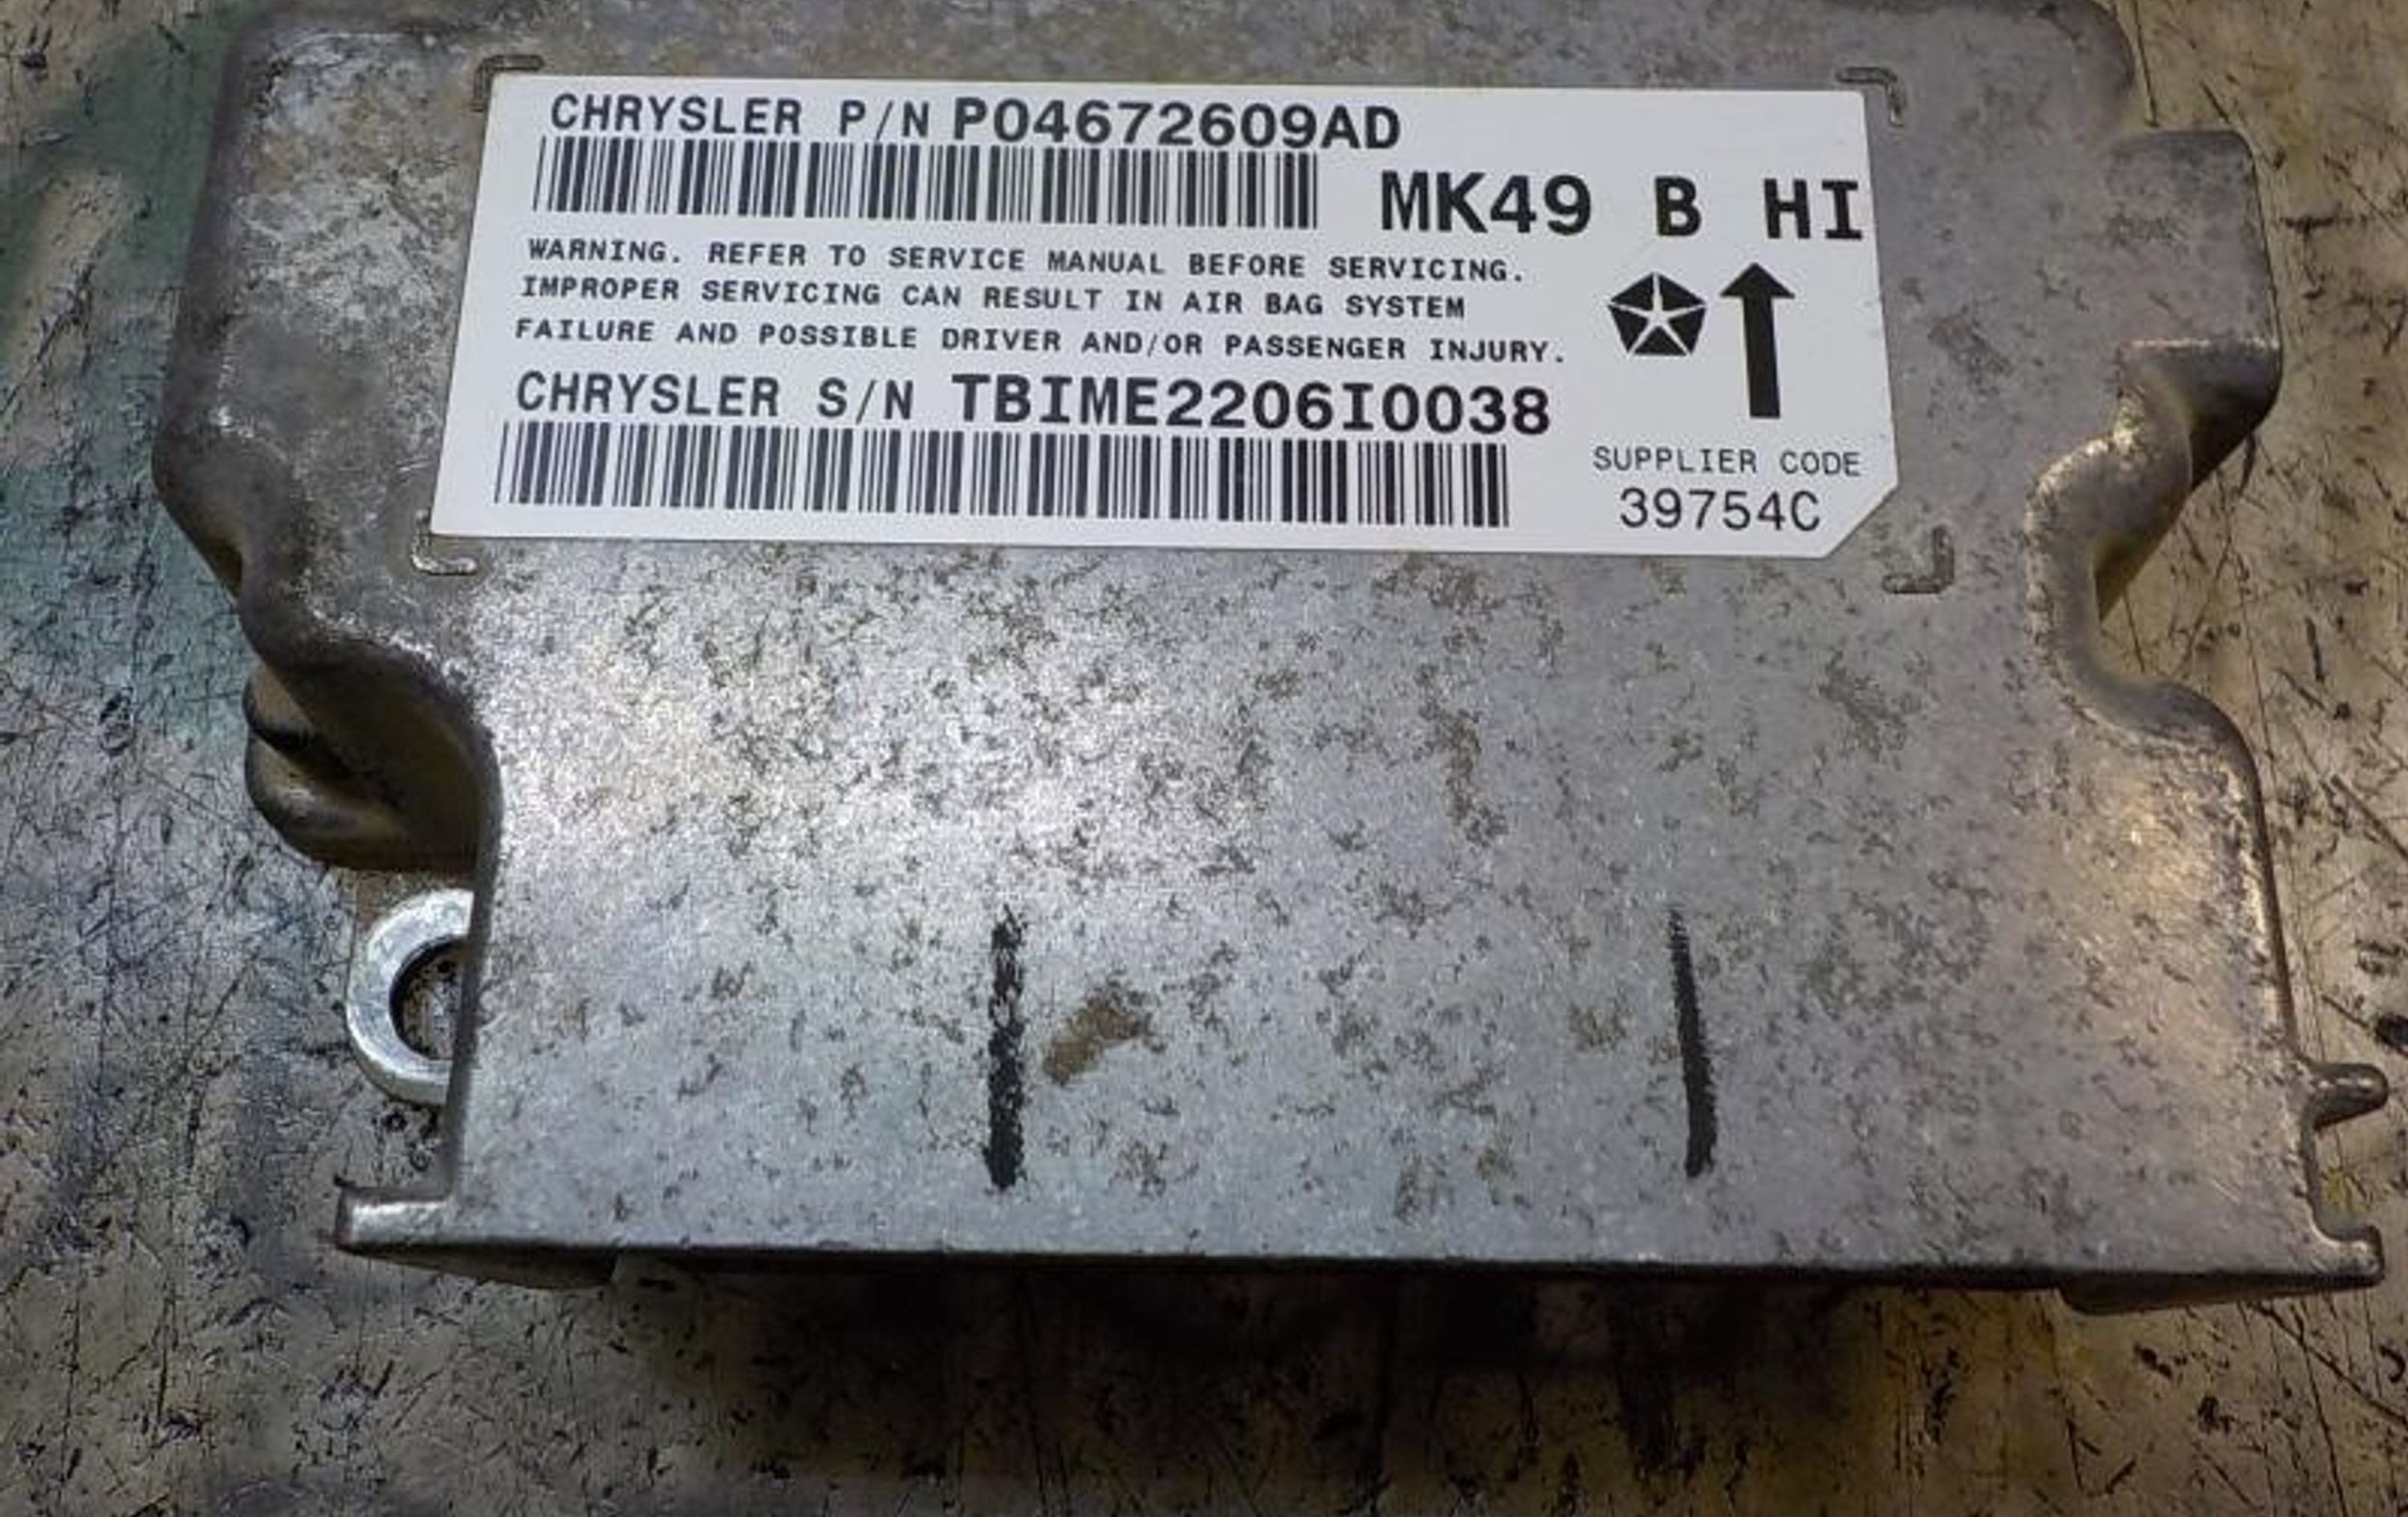 CHRYSLER P/N P04672609AD
MK49 B HI
WARNING. REFER TO SERVICE MANUAL BEFORE SERVICING.
IMPROPER SERVICING CAN RESULT IN AIR BAG SYSTEM
FAILURE AND POSSIBLE DRIVER AND/OR PASSENGER INJURY.
CHRYSLER S/N TBIME2206I0038
SUPPLIER CODE
39754C